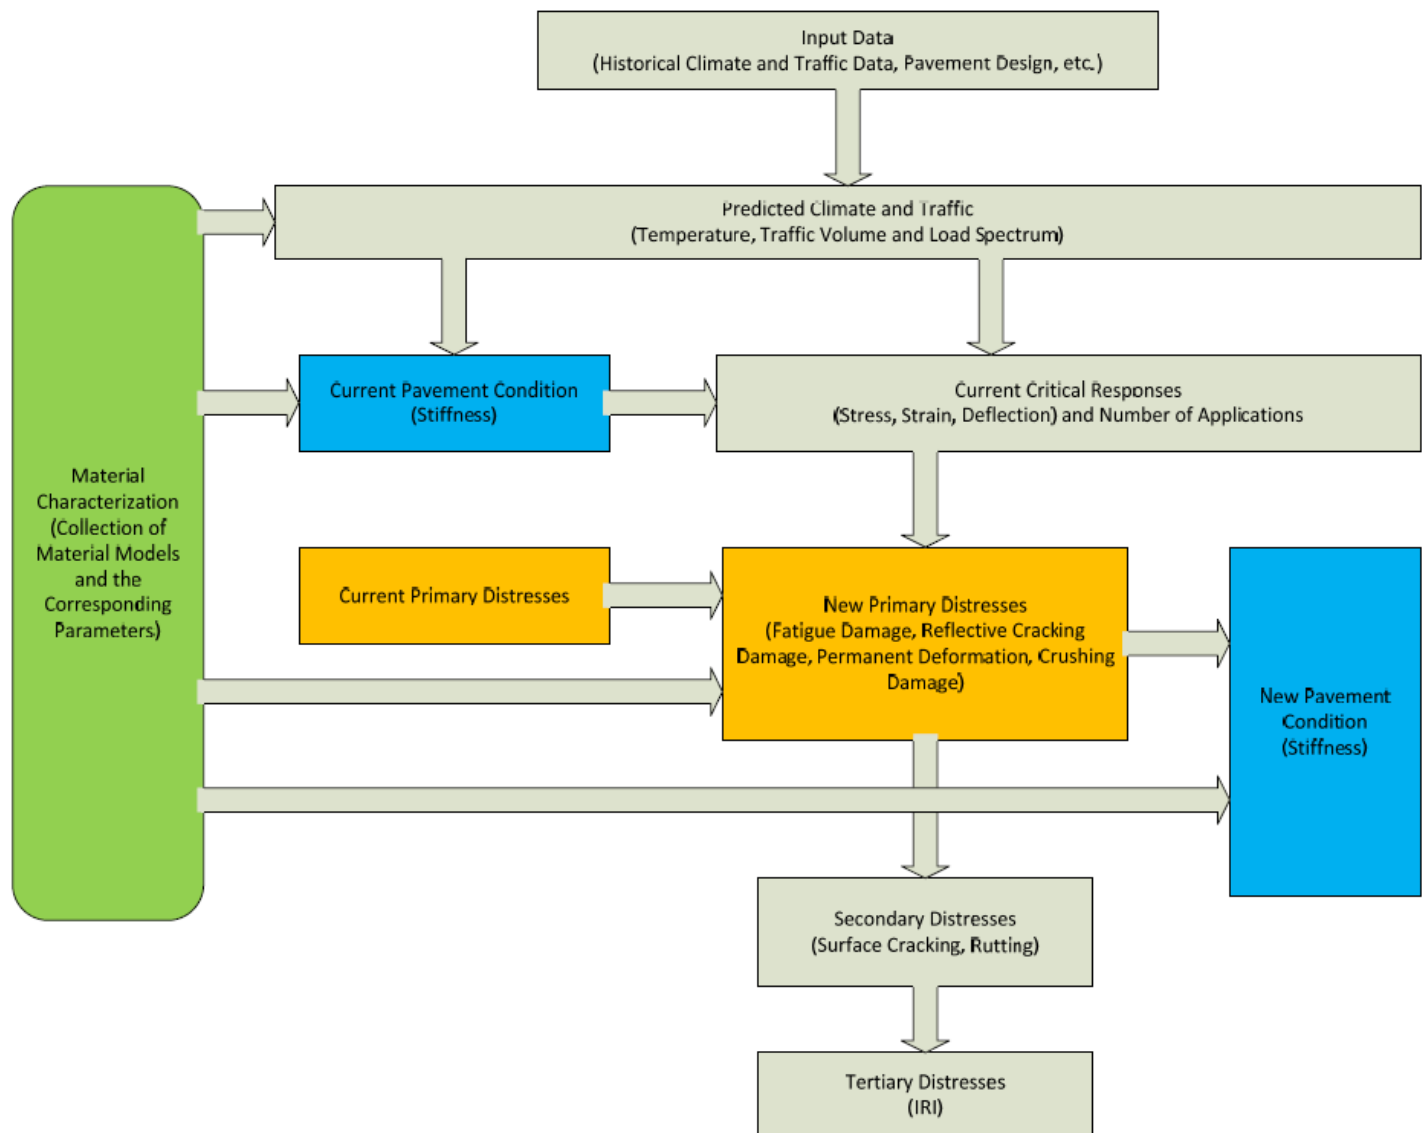 Input Data
(Historical Climate and Traffic Data, Pavement Design, etc.)
Predicted Climate and Traffic
(Temperature, Traffic Volume and Load Spectrum)
Current Pavement Condition
(Stiffness)
Current Critical Responses
(Stress, Strain, Deflection) and Number of Applications
Material
Characterization
(Collection of
Material Models
and the
Corresponding
Parameters)
Current Primary Distresses
New Primary Distresses
(Fatigue Damage, Reflective Cracking
Damage, Permanent Deformation, Crushing
Damage)
New Pavement
Condition
(Stiffness)
Secondary Distresses
(Surface Cracking, Rutting)
Tertiary Distresses
(IRI)